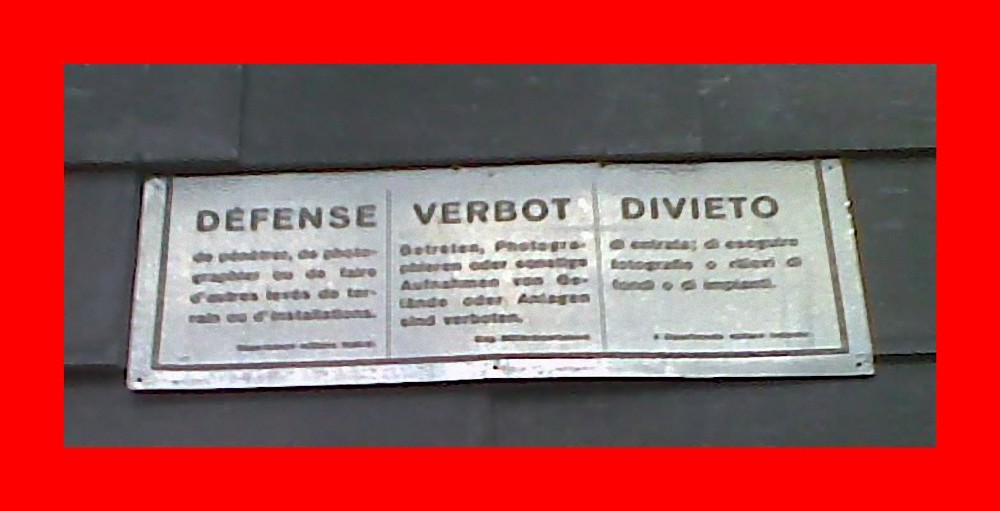 DÉFENSE
de pénétrer, de photo-
graphier ou de faire
d'autres levés de ter-
rain ou d'installations.
VERBOT
Betreten, Photogra-
phieren oder sonstige
Aufnahmen von Ge-
lände oder Anlagen
sind verboten.
DIVIETO
di entrata; di eseguire
fotografie o rilievi di
fondi o di impianti.